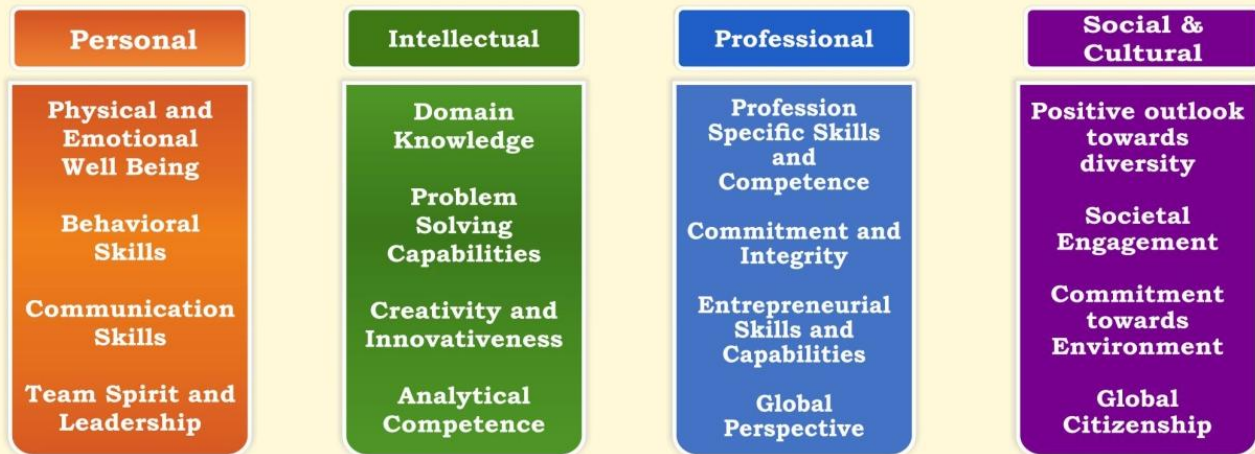 Personal
Physical and
Emotional
Well Being
Behavioral
Skills
Communication
Skills
Team Spirit and
Leadership
Intellectual
Domain
Knowledge
Problem
Solving
Capabilities
Creativity and
Innovativeness
Analytical
Competence
Professional
Profession
Specific Skills
and
Competence
Commitment and
Integrity
Entrepreneurial
Skills and
Capabilities
Global
Perspective
Social &
Cultural
Positive outlook
towards
diversity
Societal
Engagement
Commitment
towards
Environment
Global
Citizenship